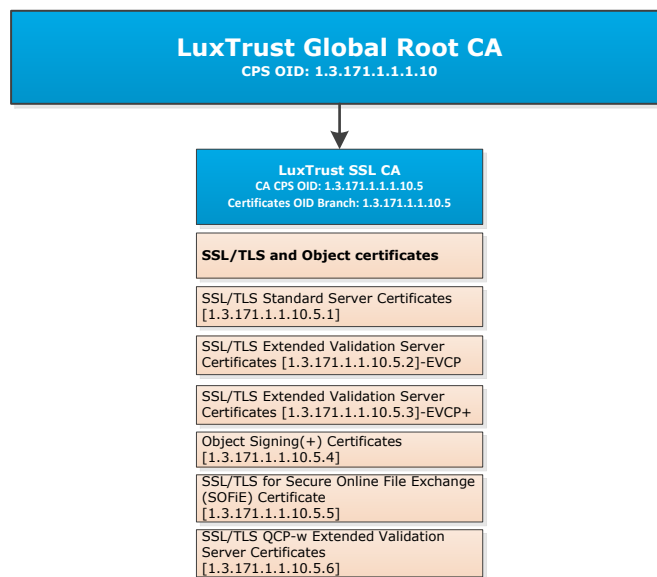 LuxTrust Global Root CA
CPS OID: 1.3.171.1.1.1.10
LuxTrust SSL CA
CA CPS OID: 1.3.171.1.1.1.10.5
Certificates OID Branch: 1.3.171.1.1.10.5
SSL/TLS and Object certificates
SSL/TLS Standard Server Certificates
[1.3.171.1.1.10.5.1]
SSL/TLS Extended Validation Server
Certificates [1.3.171.1.1.10.5.2]-EVCP
SSL/TLS Extended Validation Server
Certificates [1.3.171.1.1.10.5.3]-EVCP+
Object Signing(+) Certificates
[1.3.171.1.1.10.5.4]
SSL/TLS for Secure Online File Exchange
(SOFiE) Certificate
[1.3.171.1.1.10.5.5]
SSL/TLS QCP-w Extended Validation
Server Certificates
[1.3.171.1.1.10.5.6]